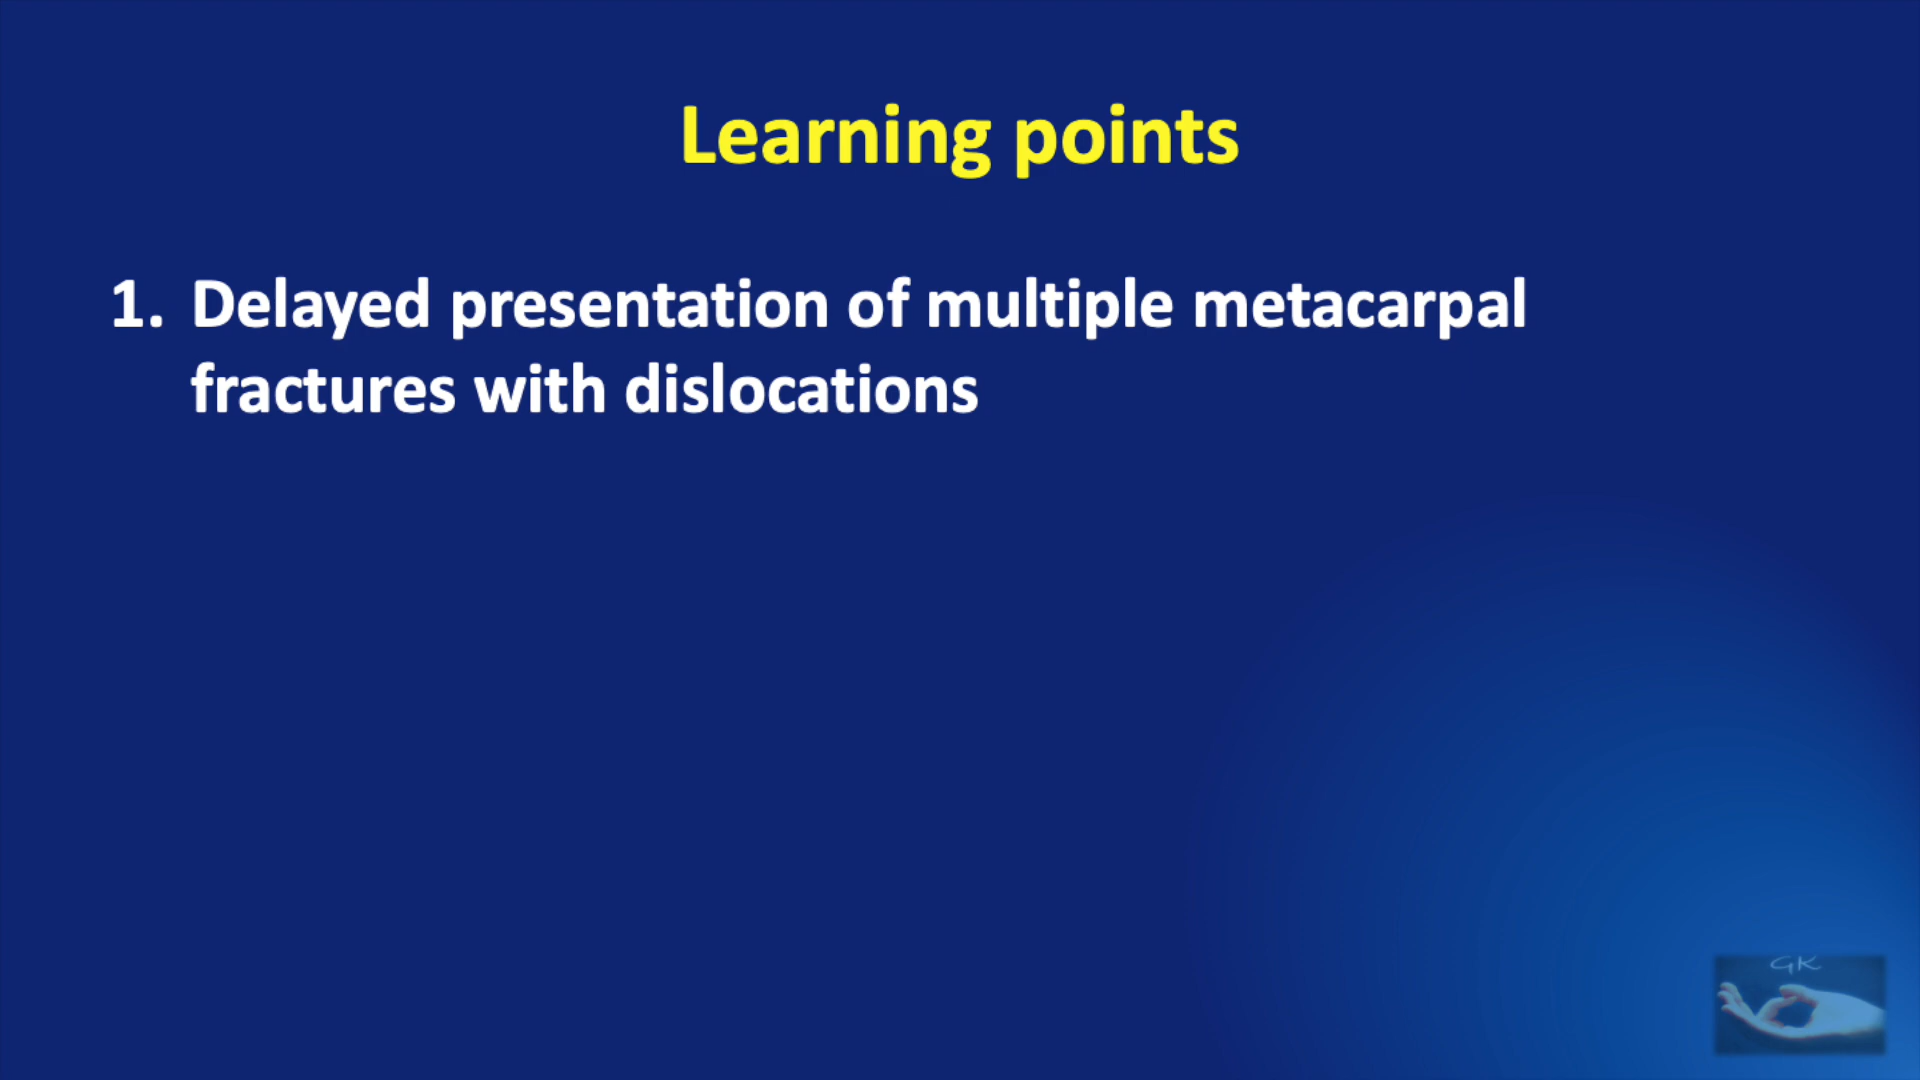 Learning points
1. Delayed presentation of multiple metacarpal
fractures with dislocations
GK